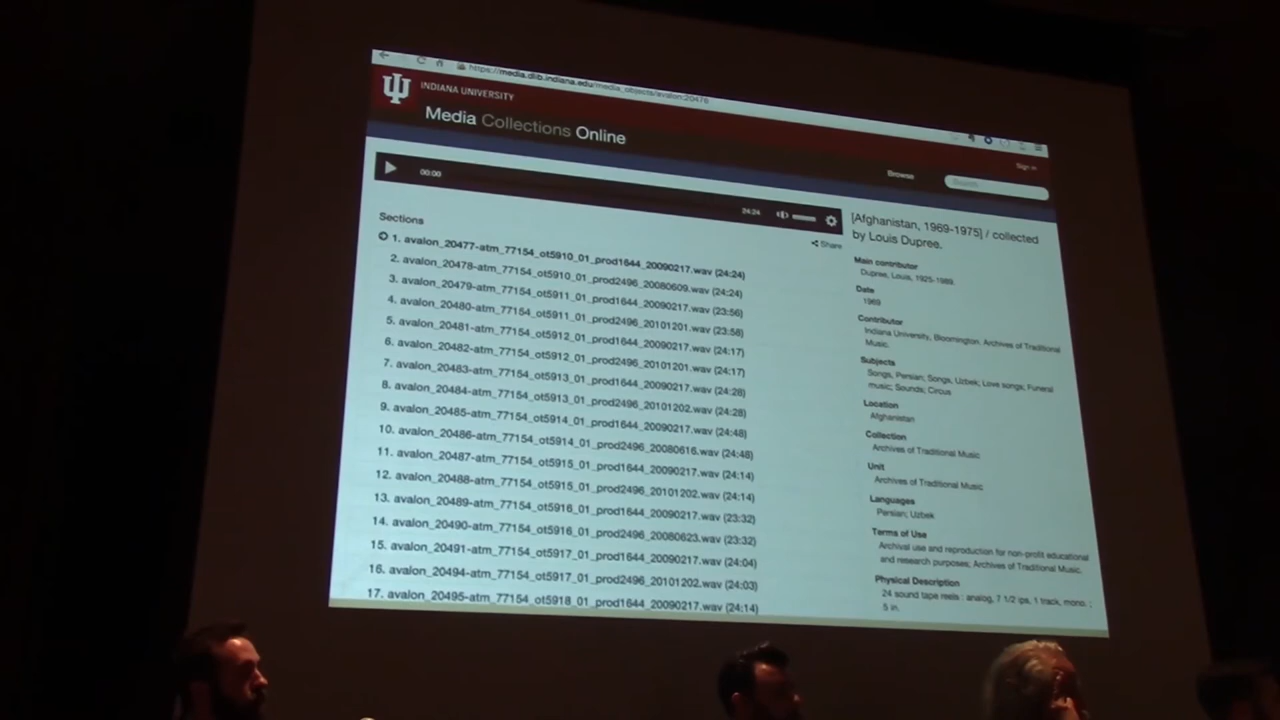 https://media.dlib.indiana.edu/media_objects/avalon:20476
INDIANA UNIVERSITY
Media Collections Online
Sign in
Browse
Search
00:00
24:24
Share
Sections
1. avalon_20477-atm_77154_ot5910_01_prod1644_20090217.wav (24:24)
2. avalon_20478-atm_77154_ot5910_01_prod2496_20080609.wav (24:24)
3. avalon_20479-atm_77154_ot5911_01_prod1644_20090217.wav (23:56)
4. avalon_20480-atm_77154_ot5911_01_prod2496_20101201.wav (23:58)
5. avalon_20481-atm_77154_ot5912_01_prod1644_20090217.wav (24:17)
6. avalon_20482-atm_77154_ot5912_01_prod2496_20101201.wav (24:17)
7. avalon_20483-atm_77154_ot5913_01_prod1644_20090217.wav (24:28)
8. avalon_20484-atm_77154_ot5913_01_prod2496_20101202.wav (24:28)
9. avalon_20485-atm_77154_ot5914_01_prod1644_20090217.wav (24:48)
10. avalon_20486-atm_77154_ot5914_01_prod2496_20080616.wav (24:48)
11. avalon_20487-atm_77154_ot5915_01_prod1644_20090217.wav (24:14)
12. avalon_20488-atm_77154_ot5915_01_prod2496_20101202.wav (24:14)
13. avalon_20489-atm_77154_ot5916_01_prod1644_20090217.wav (23:32)
14. avalon_20490-atm_77154_ot5916_01_prod2496_20080623.wav (23:32)
15. avalon_20491-atm_77154_ot5917_01_prod1644_20090217.wav (24:04)
16. avalon_20494-atm_77154_ot5917_01_prod2496_20101202.wav (24:03)
17. avalon_20495-atm_77154_ot5918_01_prod1644_20090217.wav (24:14)
[Afghanistan, 1969-1975] / collected
by Louis Dupree.
Main contributor
Dupree, Louis, 1925-1989.
Date
1969
Contributor
Indiana University, Bloomington. Archives of Traditional
Music.
Subjects
Songs, Persian; Songs, Uzbek; Love songs; Funeral
music; Sounds; Circus
Location
Afghanistan
Collection
Archives of Traditional Music
Unit
Archives of Traditional Music
Languages
Persian; Uzbek
Terms of Use
Archival use and reproduction for non-profit educational
and research purposes; Archives of Traditional Music.
Physical Description
24 sound tape reels : analog, 7 1/2 ips, 1 track, mono. ;
5 in.